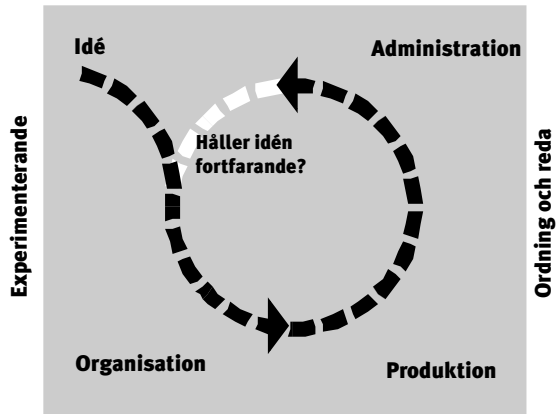 Idé
Administration
Håller idén
fortfarande?
Experimenterande
Ordning och reda
Organisation
Produktion